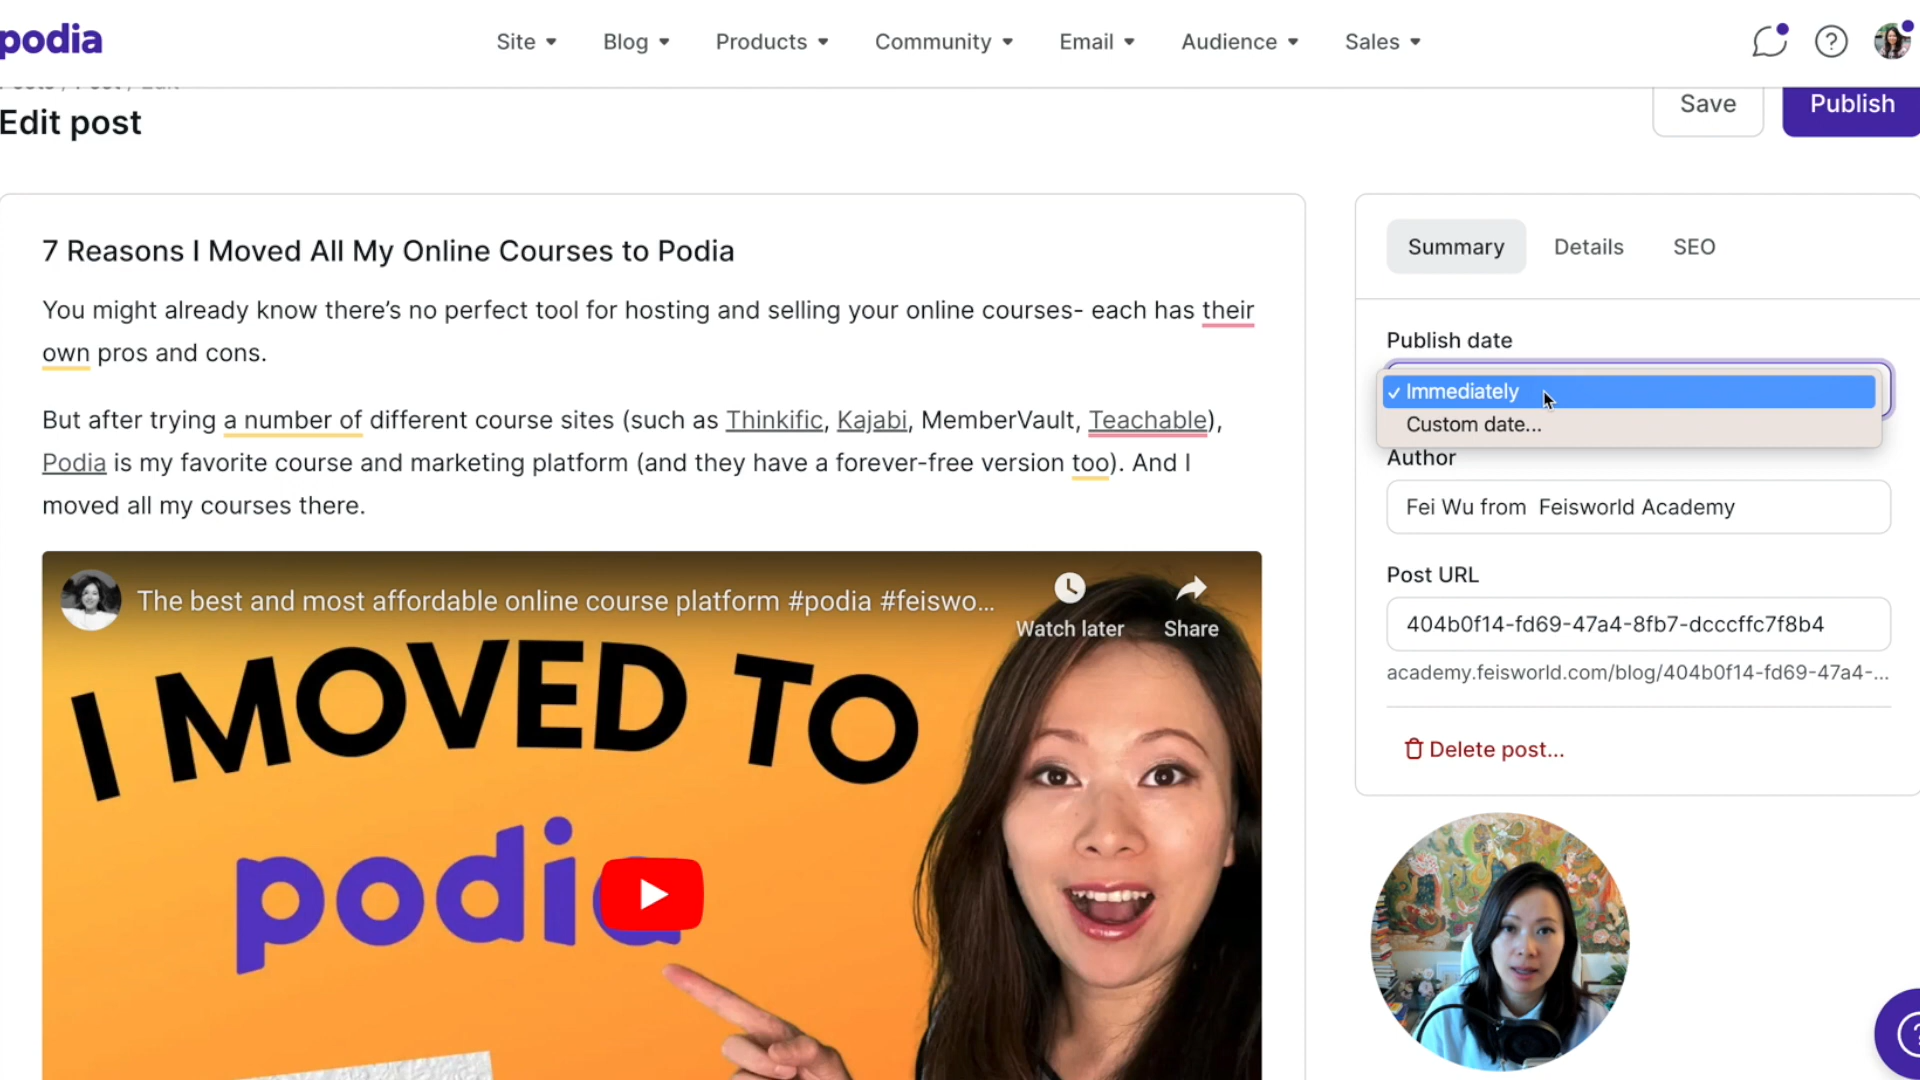 podia
Site
Blog
Products
Community
Email
Audience
Sales
Edit post
Save
Publish
7 Reasons I Moved All My Online Courses to Podia
You might already know there's no perfect tool for hosting and selling your online courses- each has their
own pros and cons.
But after trying a number of different course sites (such as Thinkific, Kajabi, MemberVault, Teachable),
Podia is my favorite course and marketing platform (and they have a forever-free version too). And I
moved all my courses there.
The best and most affordable online course platform #podia #feiswo...
Watch later
Share
I MOVED TO
podia
Summary
Details
SEO
Publish date
✓ Immediately
Custom date...
Author
Fei Wu from Feisworld Academy
Post URL
404b0f14-fd69-47a4-8fb7-dcccffc7f8b4
academy.feisworld.com/blog/404b0f14-fd69-47a4-...
Delete post...